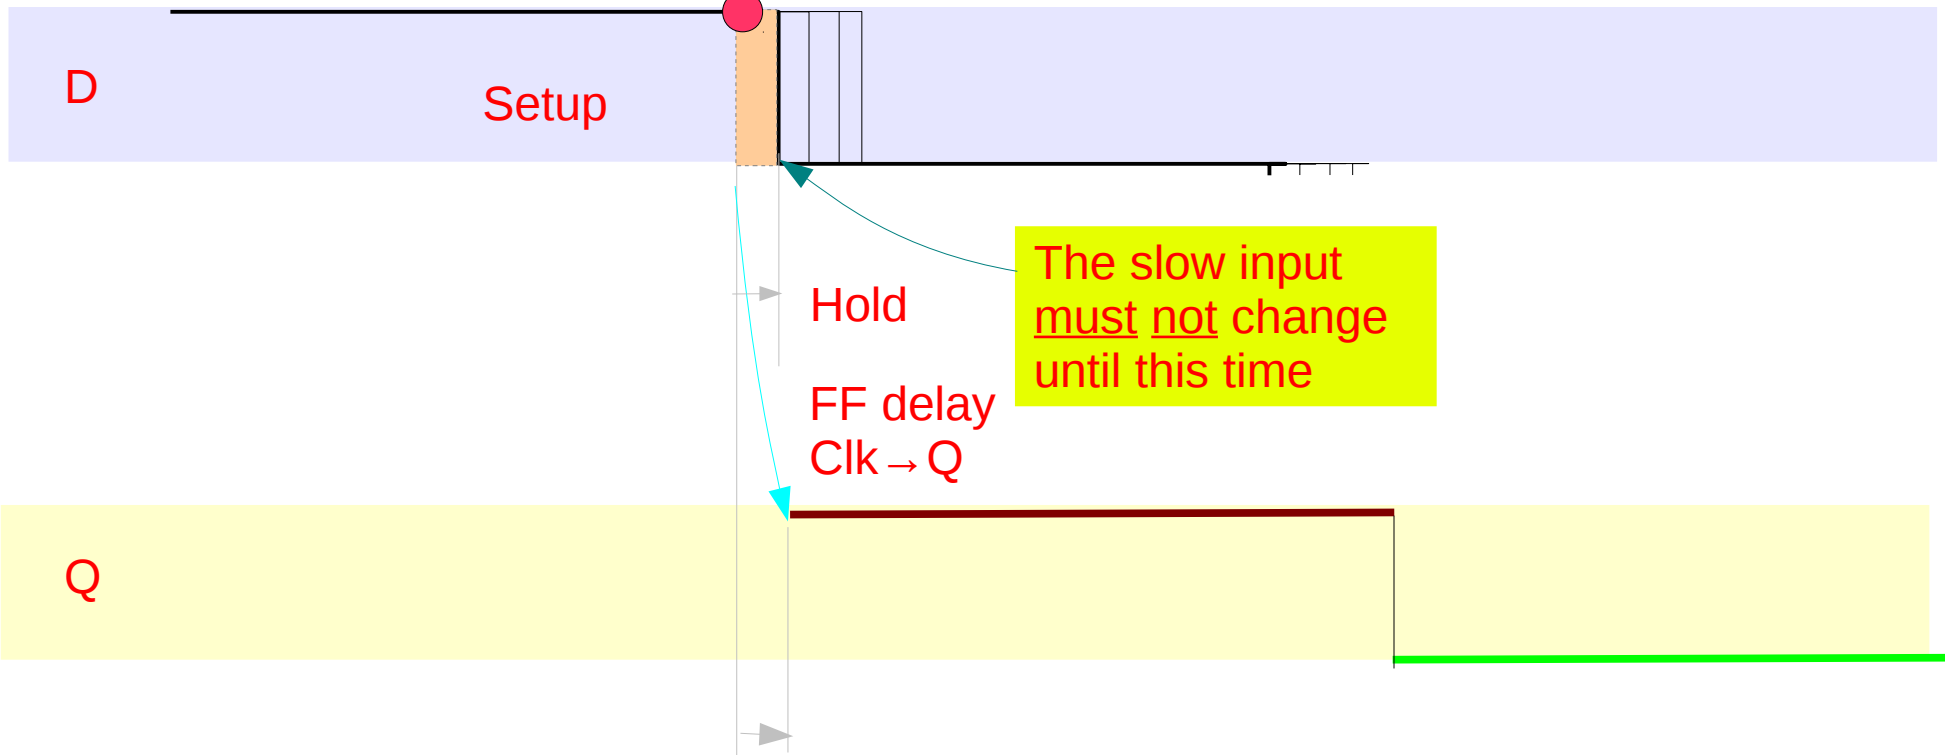 D
Setup
The slow input
must not change
until this time
Hold
FF delay
Clk→Q
Q